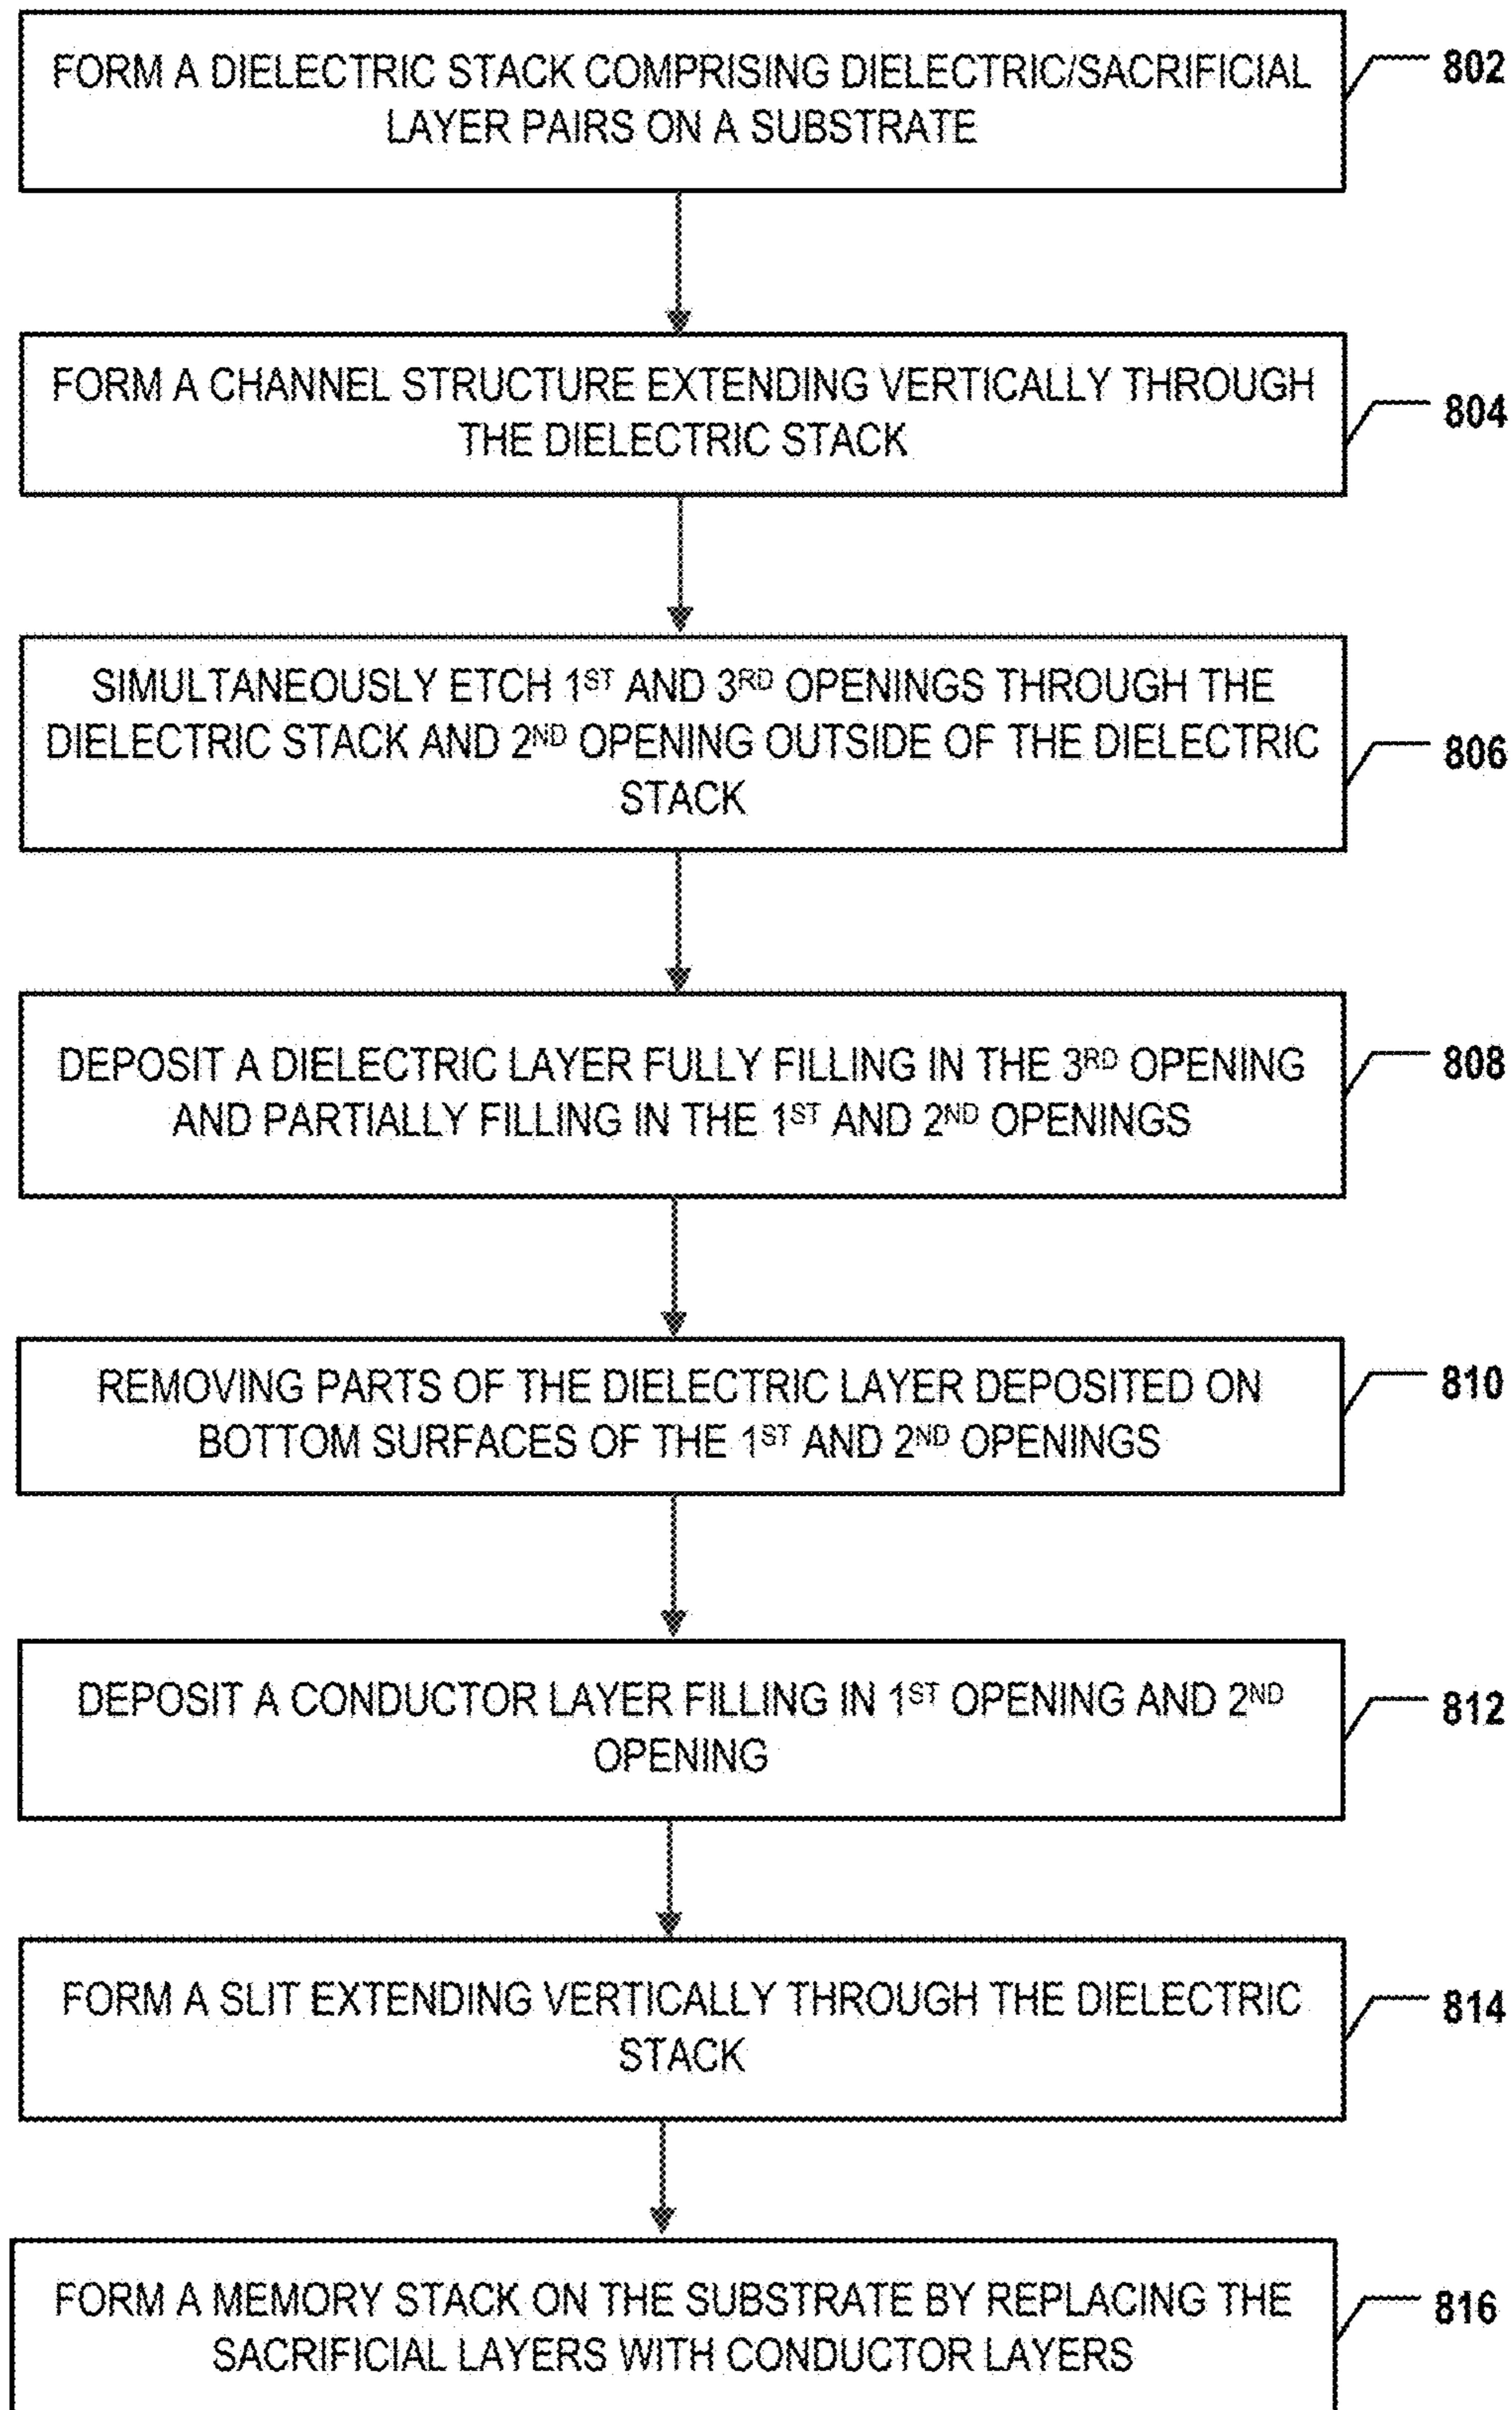 FORM A DIELECTRIC STACK COMPRISING DIELECTRIC/SACRIFICIAL
LAYER PAIRS ON A SUBSTRATE
802
FORM A CHANNEL STRUCTURE EXTENDING VERTICALLY THROUGH
THE DIELECTRIC STACK
804
SIMULTANEOUSLY ETCH 1ST AND 3RD OPENINGS THROUGH THE
DIELECTRIC STACK AND 2ND OPENING OUTSIDE OF THE DIELECTRIC
STACK
806
DEPOSIT A DIELECTRIC LAYER FULLY FILLING IN THE 3RD OPENING
AND PARTIALLY FILLING IN THE 1ST AND 2ND OPENINGS
808
REMOVING PARTS OF THE DIELECTRIC LAYER DEPOSITED ON
BOTTOM SURFACES OF THE 1ST AND 2ND OPENINGS
810
DEPOSIT A CONDUCTOR LAYER FILLING IN 1ST OPENING AND 2ND
OPENING
812
FORM A SLIT EXTENDING VERTICALLY THROUGH THE DIELECTRIC
STACK
814
FORM A MEMORY STACK ON THE SUBSTRATE BY REPLACING THE
SACRIFICIAL LAYERS WITH CONDUCTOR LAYERS
816